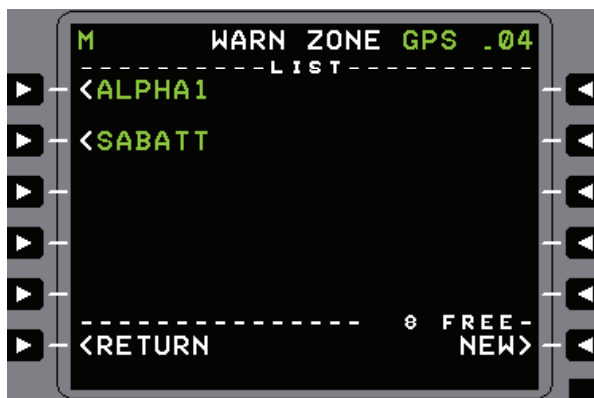 M WARN ZONE GPS .04
----------LIST----------
<ALPHA1
<SABATT
---------------- 8 FREE-
<RETURN NEW>